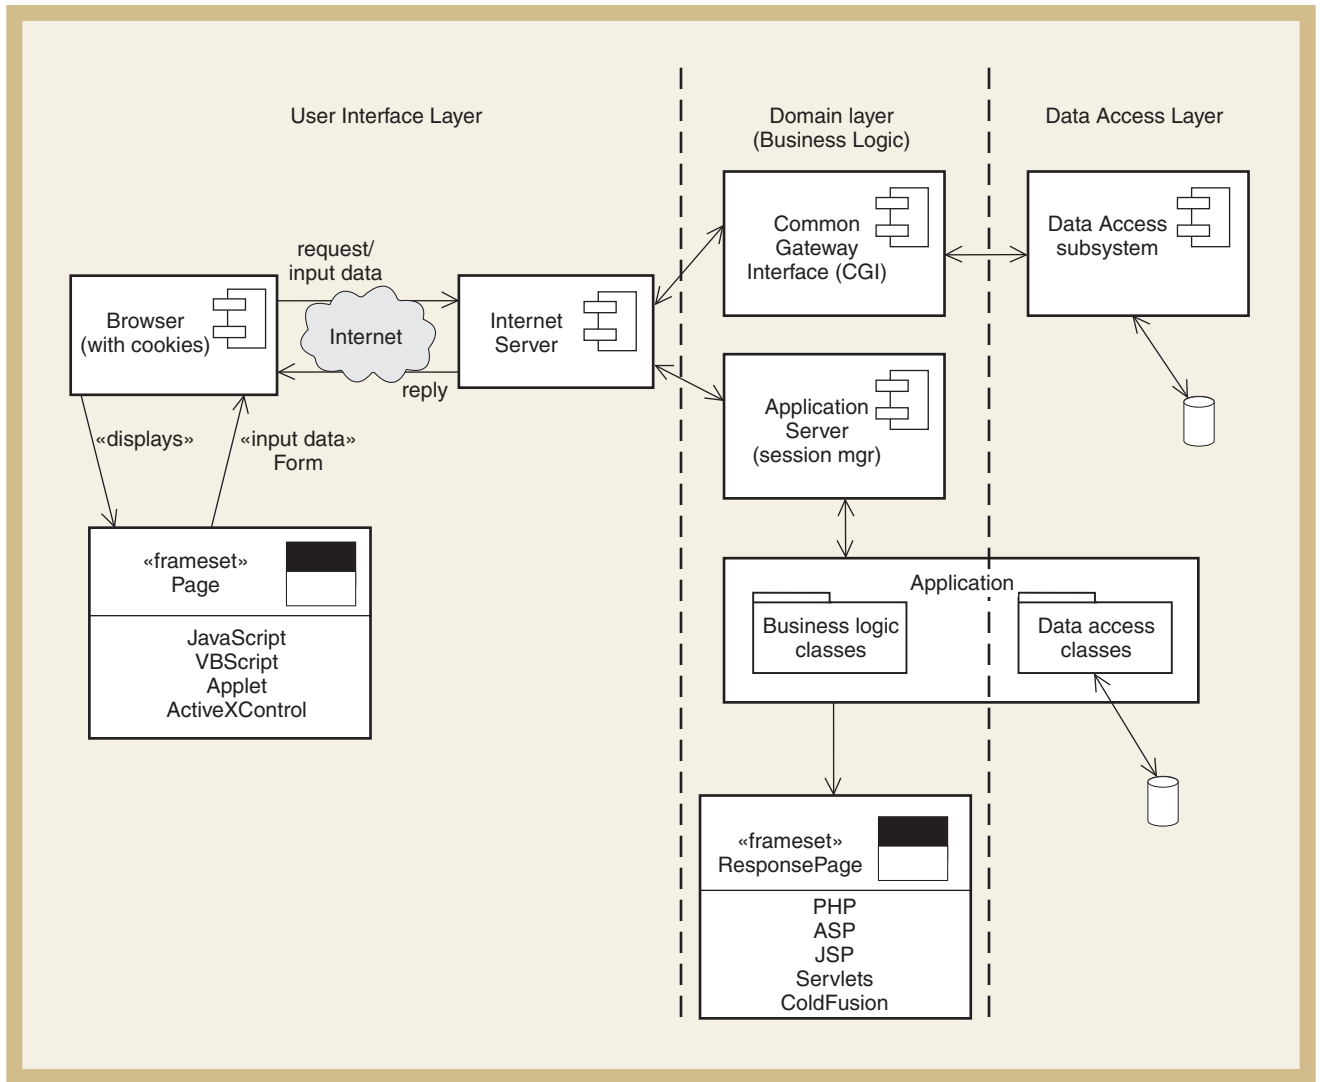 User Interface Layer
Domain layer
(Business Logic)
Data Access Layer
request/
input data
Browser
(with cookies)
Internet
Internet
Server
reply
Common
Gateway
Interface (CGI)
Data Access
subsystem
Application
Server
(session mgr)
«displays»
«input data»
Form
«frameset»
Page
JavaScript
VBScript
Applet
ActiveXControl
Application
Business logic
classes
Data access
classes
«frameset»
ResponsePage
PHP
ASP
JSP
Servlets
ColdFusion